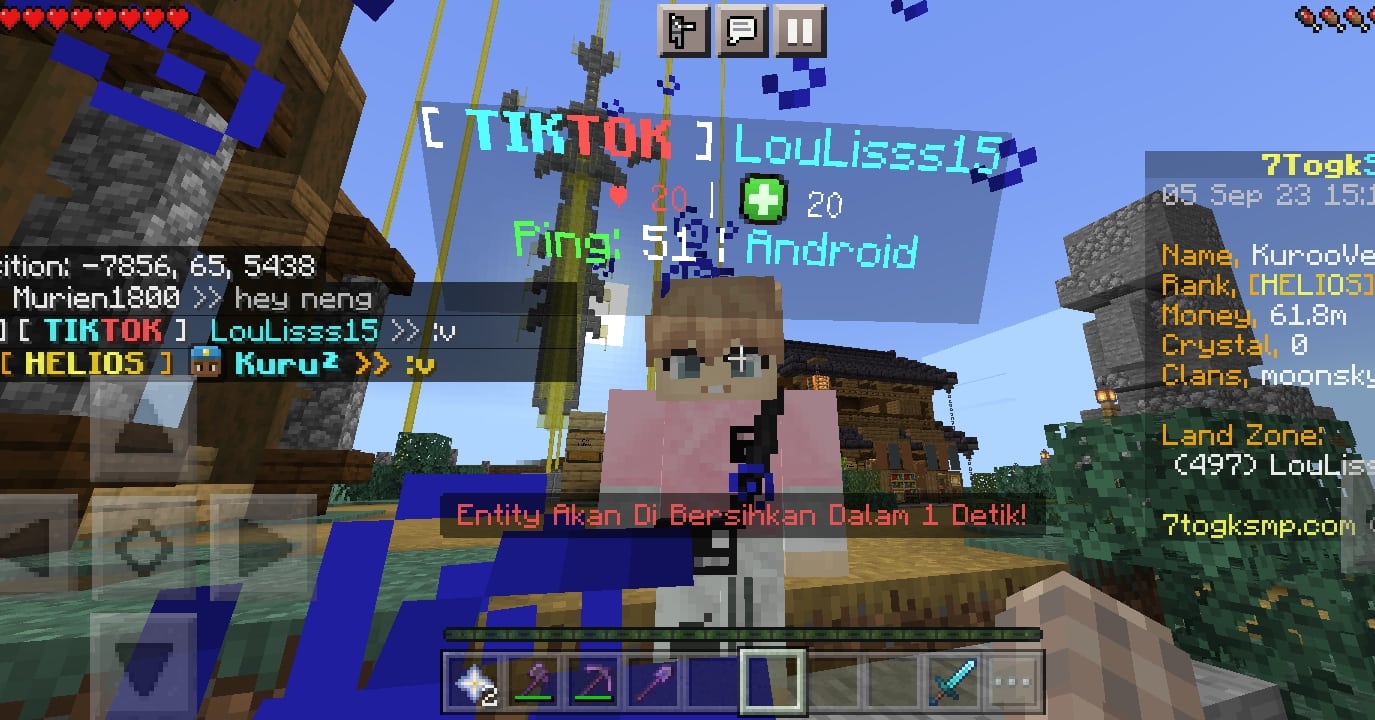 [ TIKTOK ] LouLisss15
20 | 20
Ping: 51 | Android
ition: -7856, 65, 5438
Murien1800 >> hey neng
] [ TIKTOK ] LouLisss15 >> :v
[ HELIOS ] Kuru² >> :v
7TogkS
05 Sep 23 15:1
Name, KurooVe
Rank, [HELIOS]
Money, 61.8m
Crystal, 0
Clans, moonsky
Land Zone:
(497) LouLiss
7togksmp.com
Entity Akan Di Bersihkan Dalam 1 Detik!
2